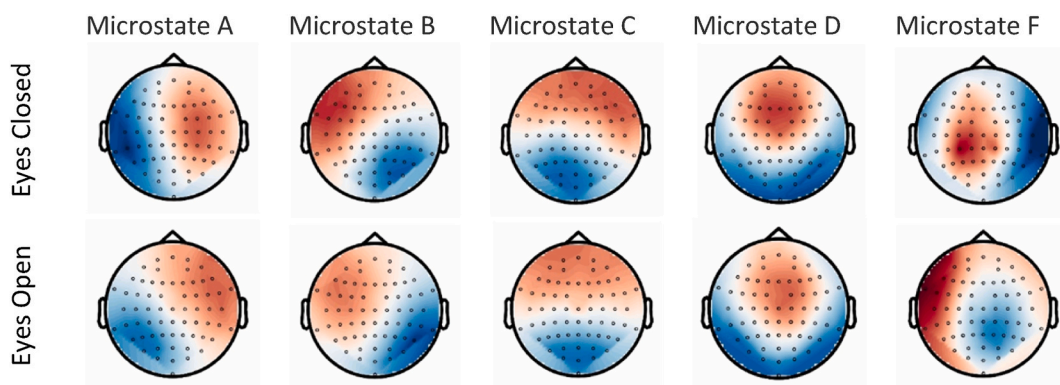 Microstate A
Microstate B
Microstate C
Microstate D
Microstate F
Eyes Closed
Eyes Open